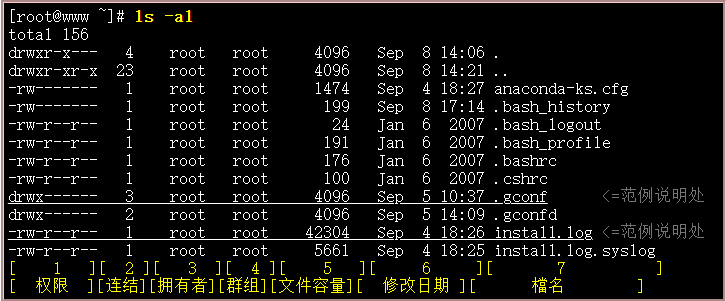 [root@www ~]# ls -al
total 156
drwxr-x---  4 root root 4096 Sep 8 14:06 .
drwxr-xr-x 23 root root 4096 Sep 8 14:21 ..
-rw------- 1 root root 1474 Sep 4 18:27 anaconda-ks.cfg
-rw------- 1 root root 199 Sep 8 17:14 .bash_history
-rw-r--r-- 1 root root 24 Jan 6 2007 .bash_logout
-rw-r--r-- 1 root root 191 Jan 6 2007 .bash_profile
-rw-r--r-- 1 root root 176 Jan 6 2007 .bashrc
-rw-r--r-- 1 root root 100 Jan 6 2007 .cshrc
drwx------ 3 root root 4096 Sep 5 10:37 .gconf <=范例说明处
drwx------ 2 root root 4096 Sep 5 14:09 .gconfd
-rw-r--r-- 1 root root 42304 Sep 4 18:26 install.log <=范例说明处
-rw-r--r-- 1 root root 5661 Sep 4 18:25 install.log.syslog
[ 1 ][ 2 ][ 3 ][ 4 ][ 5 ][ 6 ][ 7 ]
[ 权限 ][连结][拥有者][群组][文件容量][ 修改日期 ][ 檔名 ]